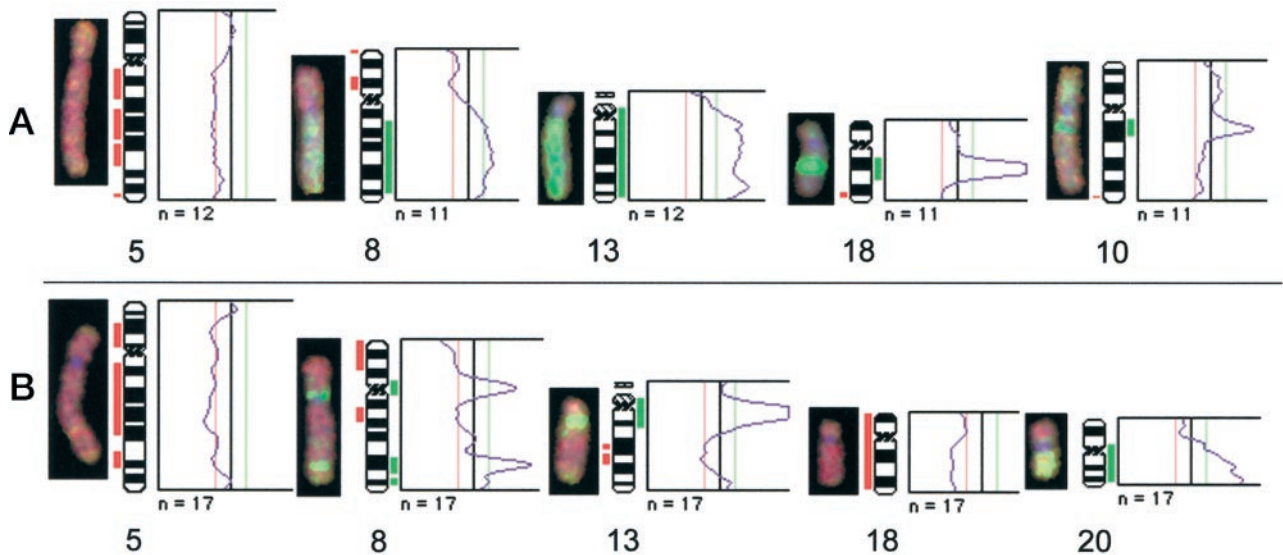 A
n = 12
n = 11
n = 12
n = 11
n = 11
5
8
13
18
10
B
n = 17
n = 17
n = 17
n = 17
n = 17
5
8
13
18
20